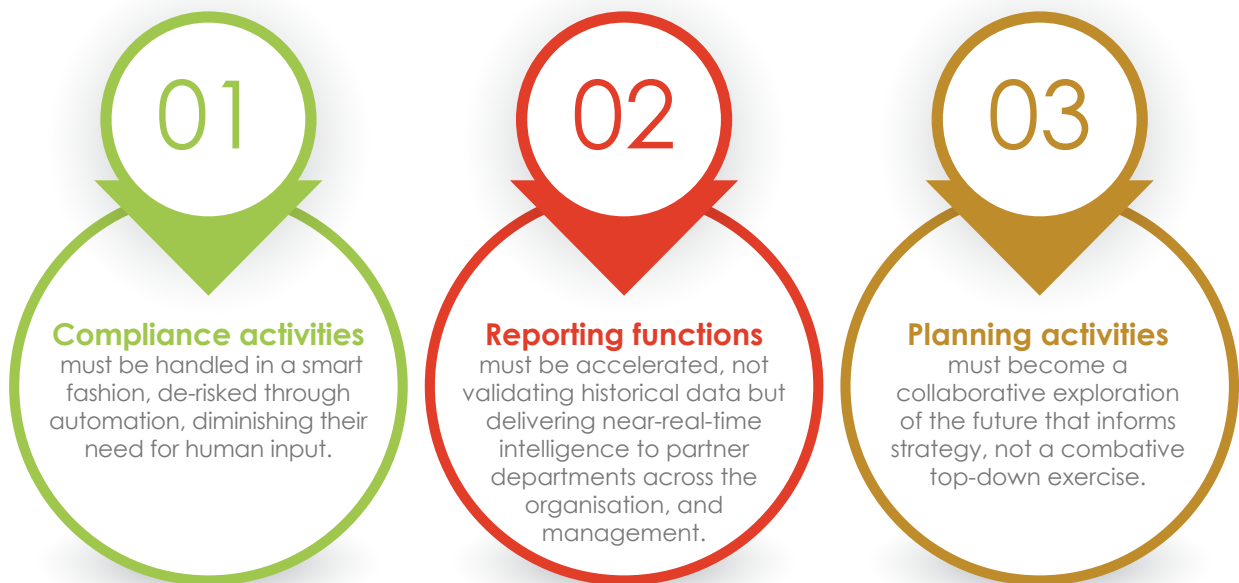 01
Compliance activities
must be handled in a smart
fashion, de-risked through
automation, diminishing their
need for human input.
02
Reporting functions
must be accelerated, not
validating historical data but
delivering near-real-time
intelligence to partner
departments across the
organisation, and
management.
03
Planning activities
must become a
collaborative exploration
of the future that informs
strategy, not a combative
top-down exercise.